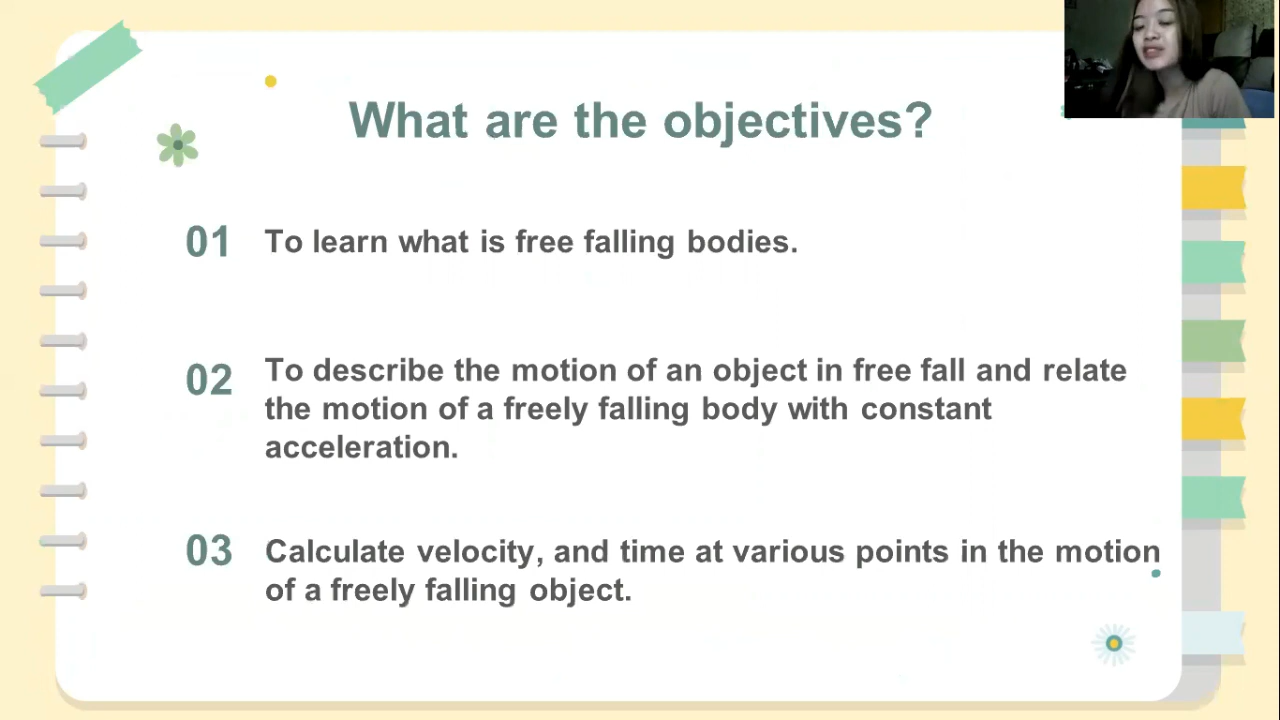 What are the objectives?
01 To learn what is free falling bodies.
02 To describe the motion of an object in free fall and relate
the motion of a freely falling body with constant
acceleration.
03 Calculate velocity, and time at various points in the motion
of a freely falling object.